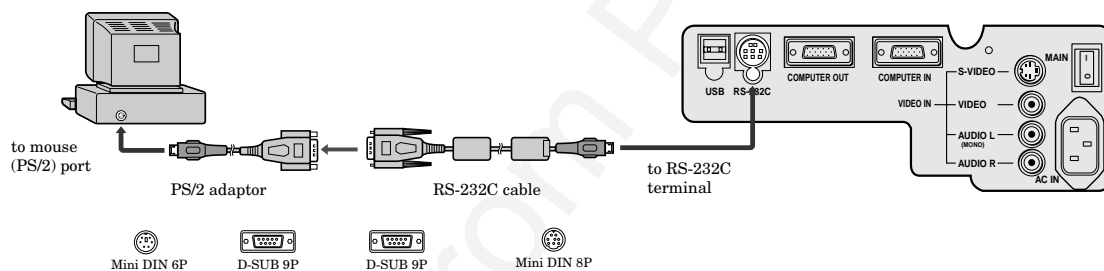 to mouse
(PS/2) port
PS/2 adaptor
RS-232C cable
to RS-232C
terminal
Mini DIN 6P
D-SUB 9P
D-SUB 9P
Mini DIN 8P
USB
RS-232C
COMPUTER OUT
COMPUTER IN
VIDEO IN
S-VIDEO
VIDEO
AUDIO L
(MONO)
AUDIO R
MAIN
I
AC IN